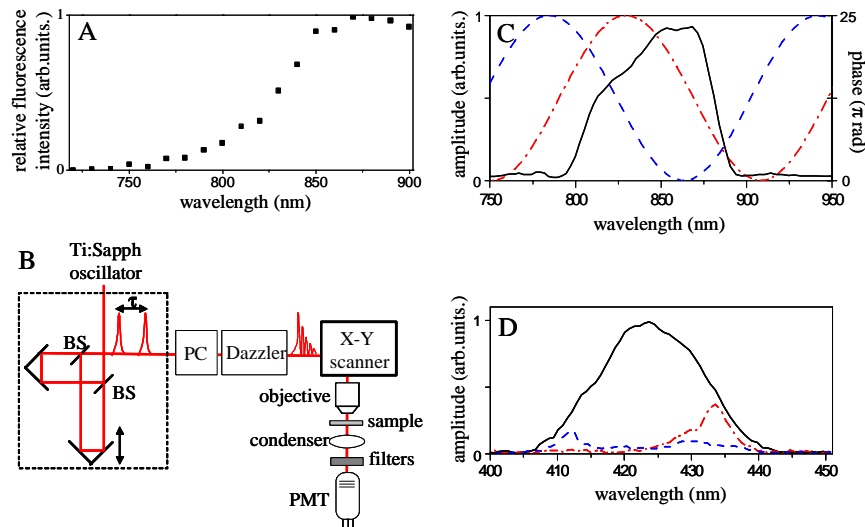 A
relative fluorescence
intensity (arb.units.)
1
0
750
800
850
900
wavelength (nm)
B
Ti:Sapph
oscillator
τ
BS
BS
PC
Dazzler
X-Y
scanner
objective
sample
condenser
filters
PMT
C
amplitude (arb.units.)
1
0
25
0
phase (π rad)
750
800
850
900
950
wavelength (nm)
D
amplitude (arb.units.)
1
0
400
410
420
430
440
450
wavelength (nm)